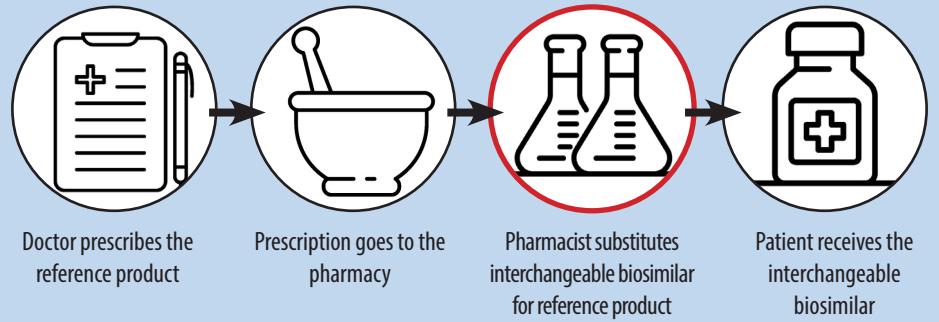 Doctor prescribes the
reference product
Prescription goes to the
pharmacy
Pharmacist substitutes
interchangeable biosimilar
for reference product
Patient receives the
interchangeable
biosimilar